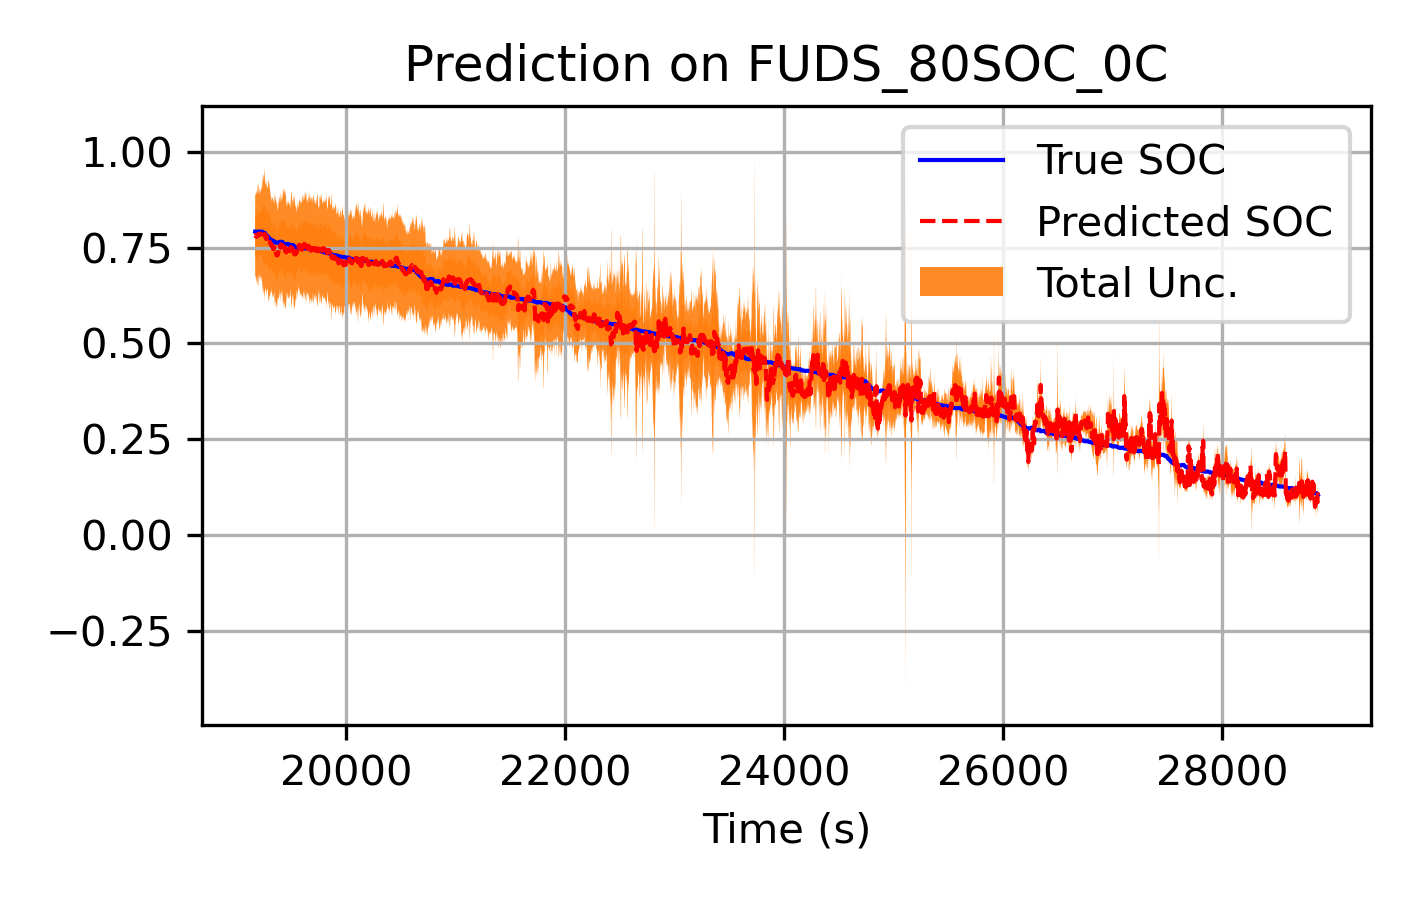 Prediction on FUDS_80SOC_0C
True SOC
Predicted SOC
Total Unc.
1.00
0.75
0.50
0.25
0.00
−0.25
20000 22000 24000 26000 28000
Time (s)